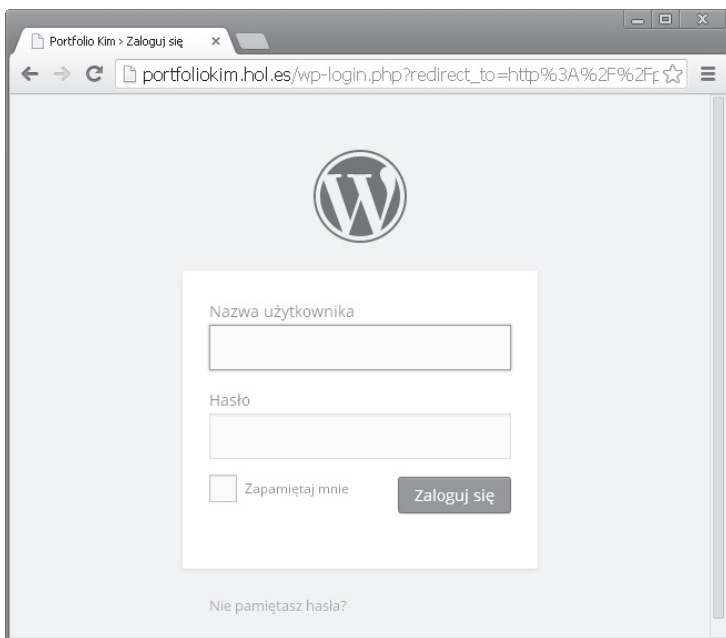 Portfolio Kim › Zaloguj się
portfoliokim.hol.es/wp-login.php?redirect_to=http%3A%2F%2Fp
Nazwa użytkownika
Hasło
Zapamiętaj mnie
Zaloguj się
Nie pamiętasz hasła?